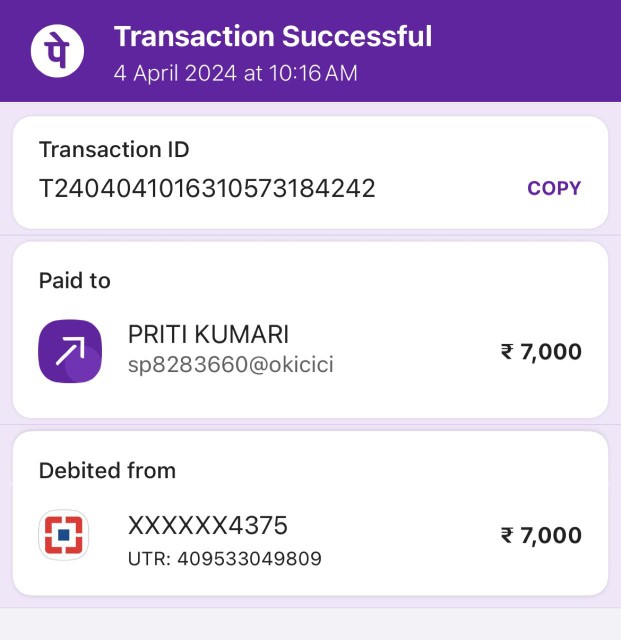 पे
Transaction Successful
4 April 2024 at 10:16 AM
Transaction ID
T2404041016310573184242
COPY
Paid to
PRITI KUMARI
sp8283660@okicici
₹ 7,000
Debited from
XXXXXX4375
UTR: 409533049809
₹ 7,000